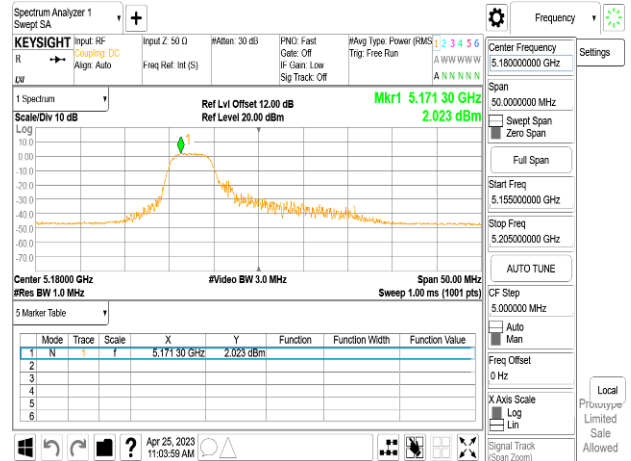 Spectrum Analyzer 1
Swept SA
Frequency
KEYSIGHT
R
Input: RF
Coupling: DC
Align: Auto
Input Z: 50 Ω
Freq Ref: Int (S)
#Atten: 30 dB
PNO: Fast
Gate: Off
IF Gain: Low
Sig Track: Off
#Avg Type: Power (RMS
Trig: Free Run
1 2 3 4 5 6
A W W W W W
A N N N N N
1 Spectrum
Scale/Div 10 dB
Ref Lvl Offset 12.00 dB
Ref Level 20.00 dBm
Mkr1 5.171 30 GHz
2.023 dBm
Log
1
10.0
0.00
-10.0
-20.0
-30.0
-40.0
-50.0
-60.0
-70.0
Center 5.18000 GHz
#Video BW 3.0 MHz
Span 50.00 MHz
#Res BW 1.0 MHz
Sweep 1.00 ms (1001 pts)
5 Marker Table
Mode Trace Scale X Y Function Function Width Function Value
1 N 1 f 5.171 30 GHz 2.023 dBm
2
3
4
5
6
Apr 25, 2023
11:03:59 AM
Center Frequency
5.180000000 GHz
Span
50.0000000 MHz
Swept Span
Zero Span
Full Span
Start Freq
5.155000000 GHz
Stop Freq
5.205000000 GHz
AUTO TUNE
CF Step
5.000000 MHz
Auto
Man
Freq Offset
0 Hz
X Axis Scale
Log
Lin
Signal Track
(Span Zoom)
Settings
Local
Prototype
Limited
Sale
Allowed